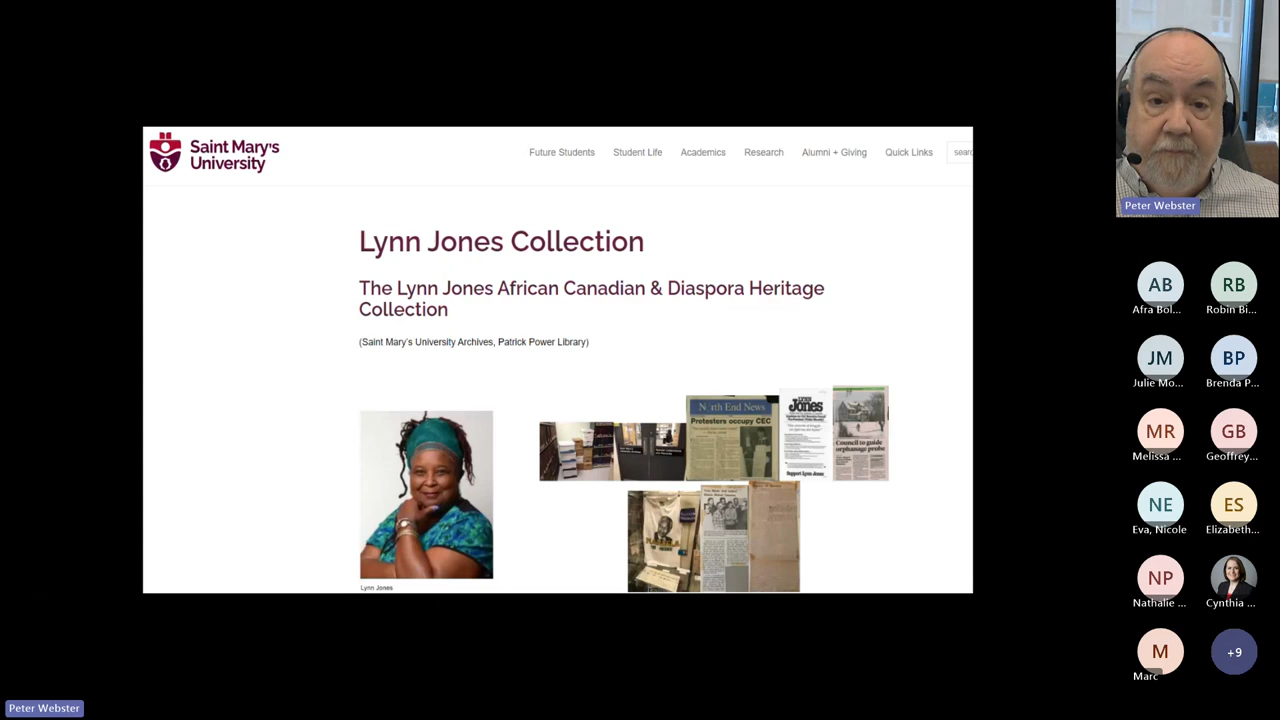 Saint Mary's
University
Future Students
Student Life
Academics
Research
Alumni + Giving
Quick Links
searc
Lynn Jones Collection
The Lynn Jones African Canadian & Diaspora Heritage
Collection
(Saint Mary's University Archives, Patrick Power Library)
North End News
Protesters occupy CEC
LYNN
Jones
Support Lynn Jones
Council to guide
orphanage probe
Lynn Jones
Peter Webster
AB
RB
Afra Bol...
Robin Bi...
JM
BP
Julie Mo...
Brenda P...
MR
GB
Melissa ...
Geoffrey...
NE
ES
Eva, Nicole
Elizabeth...
NP
Nathalie ...
Cynthia ...
M
+9
Marc
Peter Webster